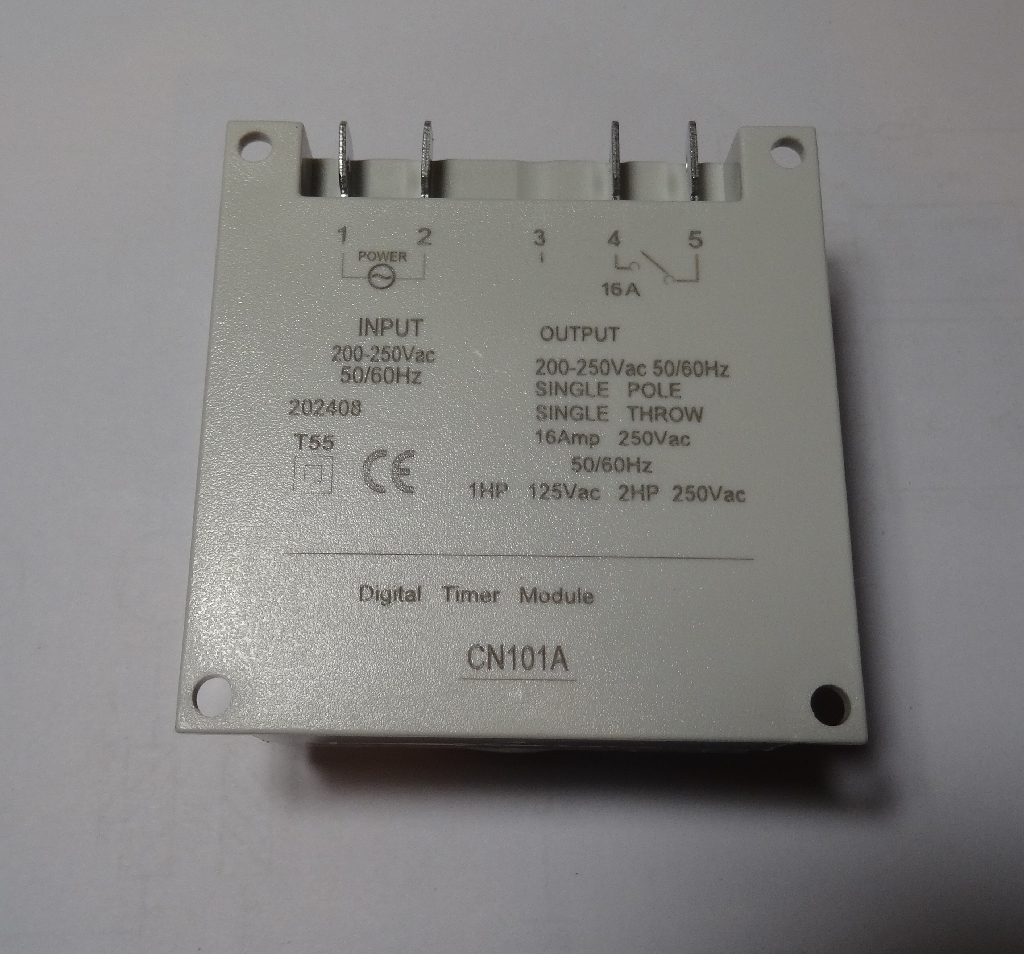 1 2 3 4 5
POWER
16A
INPUT
200-250Vac
50/60Hz
202408
T55
CE
OUTPUT
200-250Vac 50/60Hz
SINGLE POLE
SINGLE THROW
16Amp 250Vac
50/60Hz
1HP 125Vac 2HP 250Vac
Digital Timer Module
CN101A